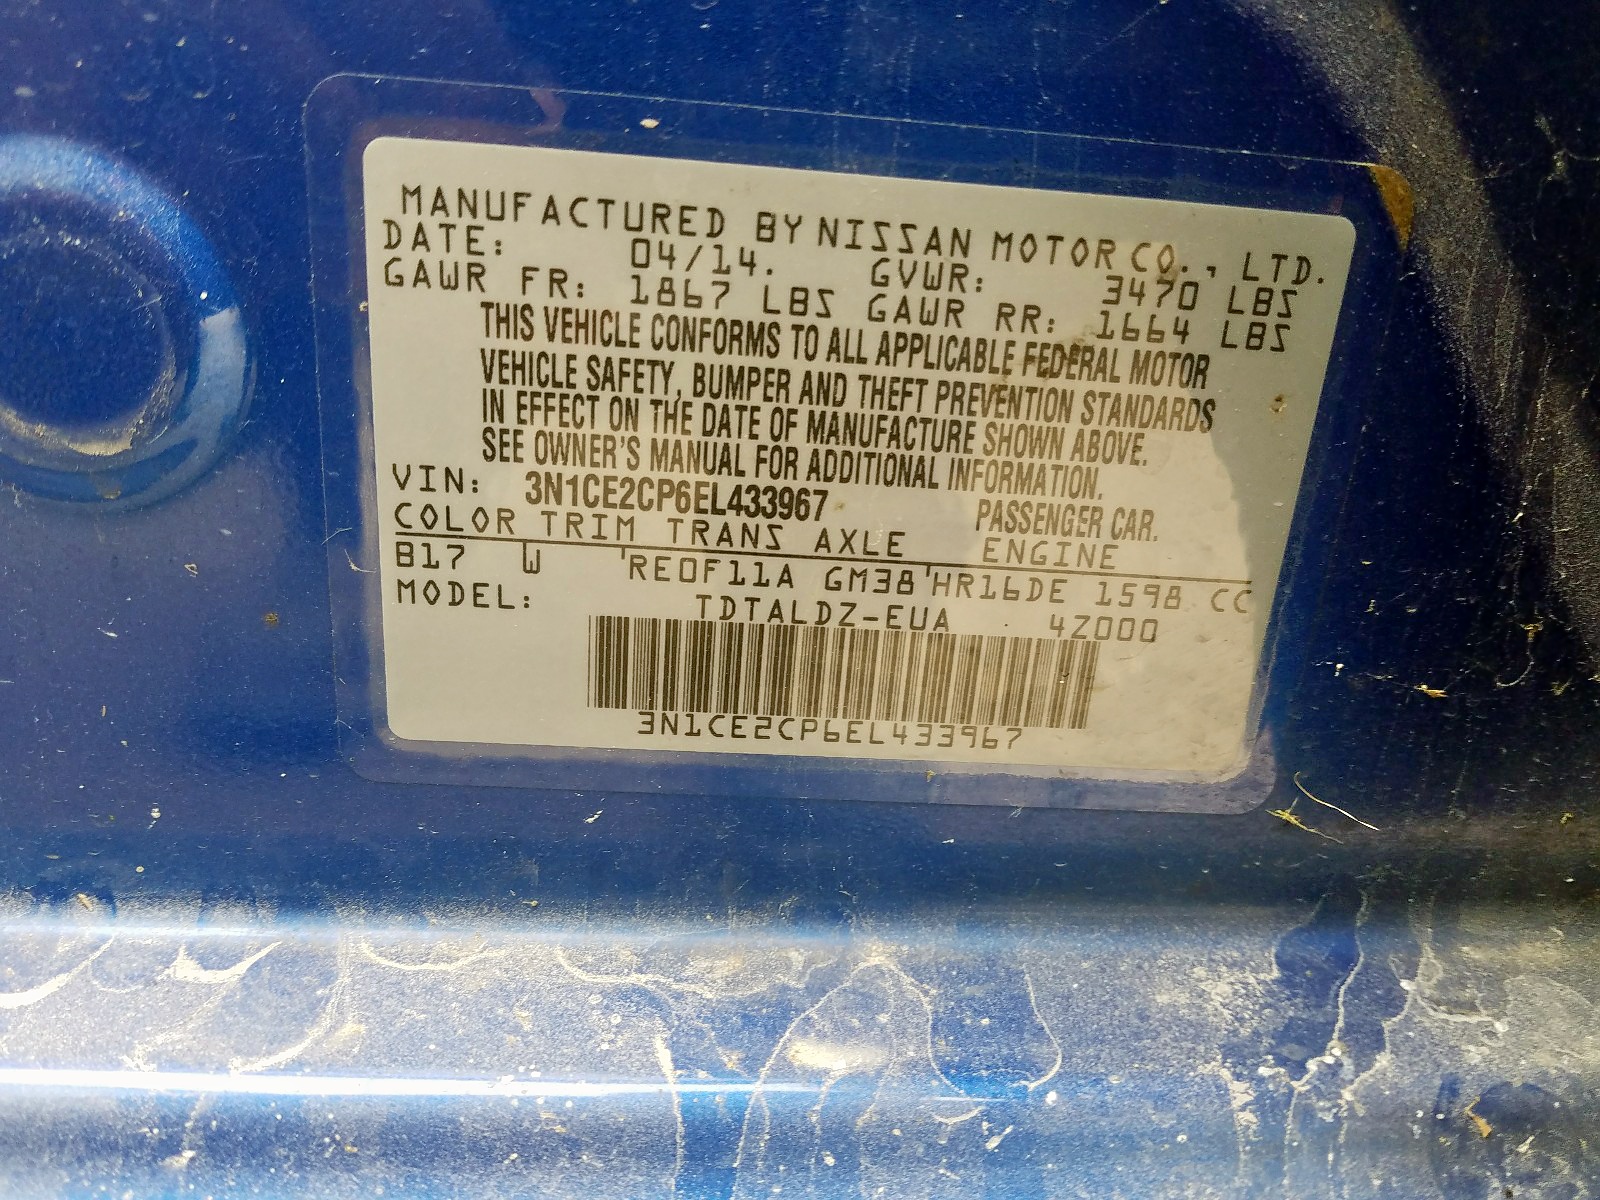 MANUFACTURED BY NISSAN MOTOR CO., LTD.
DATE: 04/14. GVWR: 3470 LBS
GAWR FR: 1867 LBS GAWR RR: 1664 LBS
THIS VEHICLE CONFORMS TO ALL APPLICABLE FEDERAL MOTOR
VEHICLE SAFETY, BUMPER AND THEFT PREVENTION STANDARDS
IN EFFECT ON THE DATE OF MANUFACTURE SHOWN ABOVE.
SEE OWNER'S MANUAL FOR ADDITIONAL INFORMATION.
VIN: 3N1CE2CP6EL433967 PASSENGER CAR.
COLOR TRIM TRANS AXLE ENGINE
B17 W 'RE0F11A GM38'HR16DE 1598 CC
MODEL: TDTALDZ-EUA 4Z000
3N1CE2CP6EL433967